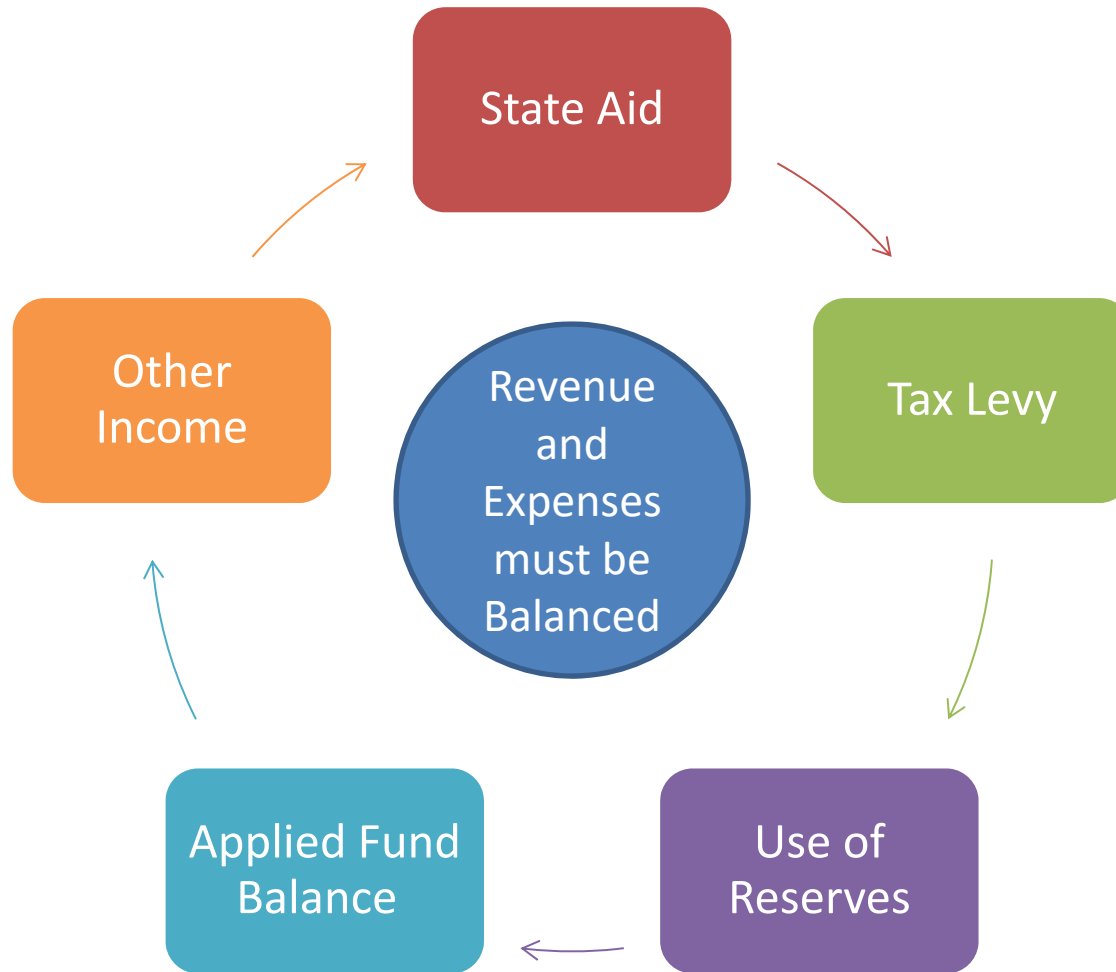 State Aid
Other
Income
Tax Levy
Revenue
and
Expenses
must be
Balanced
Applied Fund
Balance
Use of
Reserves